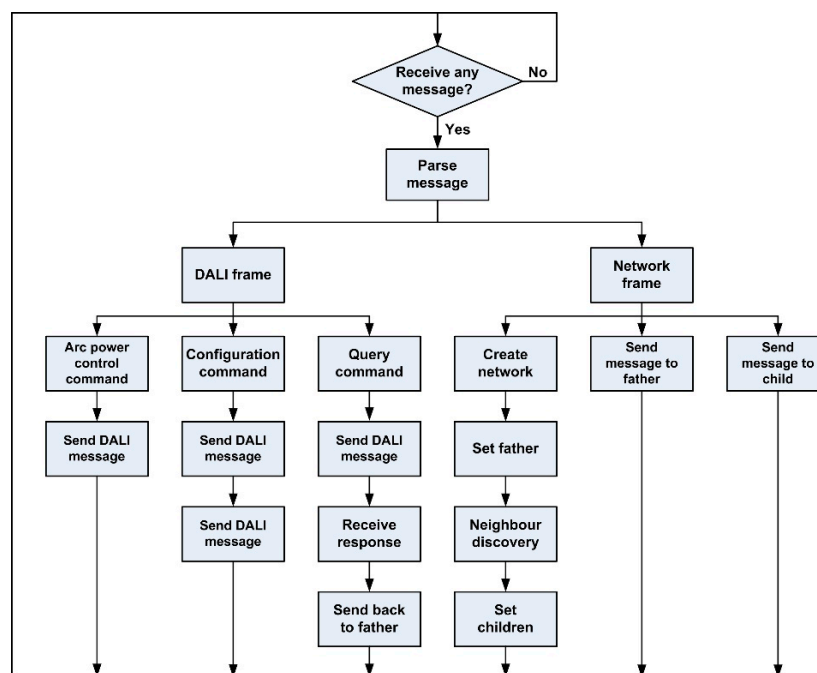 Receive any
message?
No
Yes
Parse
message
DALI frame
Network
frame
Arc power
control
command
Configuration
command
Query
command
Create
network
Send
message to
father
Send
message to
child
Send DALI
message
Send DALI
message
Send DALI
message
Set father
Send DALI
message
Receive
response
Neighbour
discovery
Send back
to father
Set
children